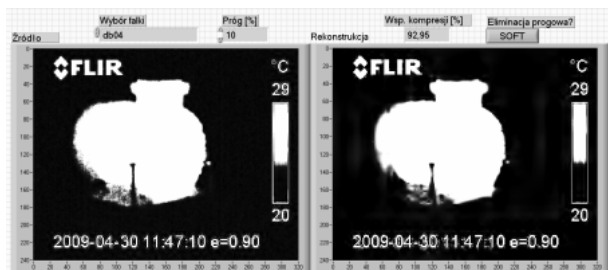 Wybór falki Próg [%] Wsp. kompresji [%] Eliminacja progowa?
Źródło db04 10 Rekonstrukcja 92,95 SOFT
FLIR °C
29
20
2009-04-30 11:47:10 e=0.90
FLIR °C
29
20
2009-04-30 11:47:10 e=0.90